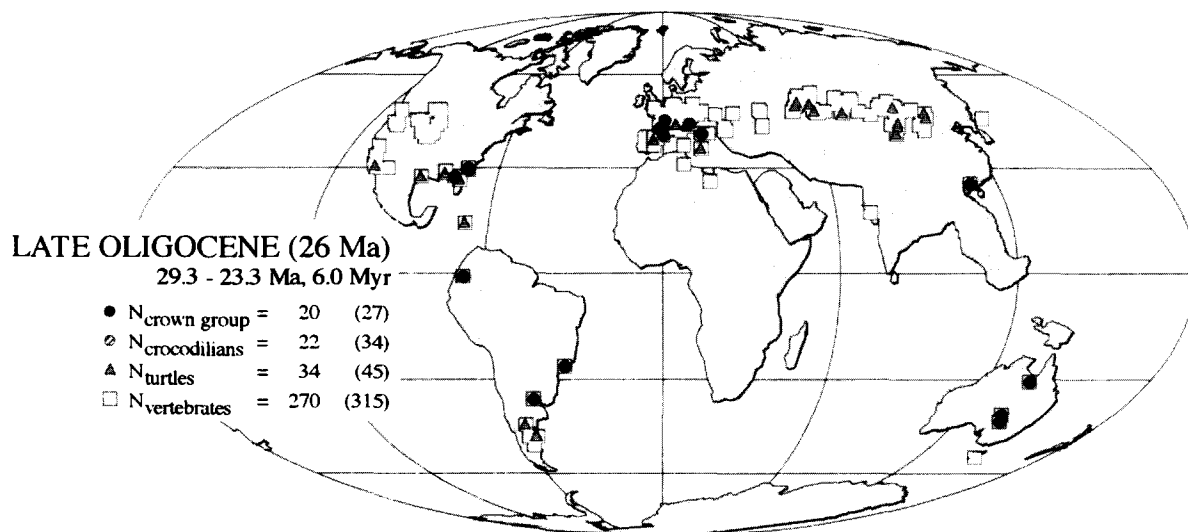 LATE OLIGOCENE (26 Ma)
29.3 - 23.3 Ma, 6.0 Myr
N crown group = 20 (27)
N crocodilians = 22 (34)
N turtles = 34 (45)
N vertebrates = 270 (315)